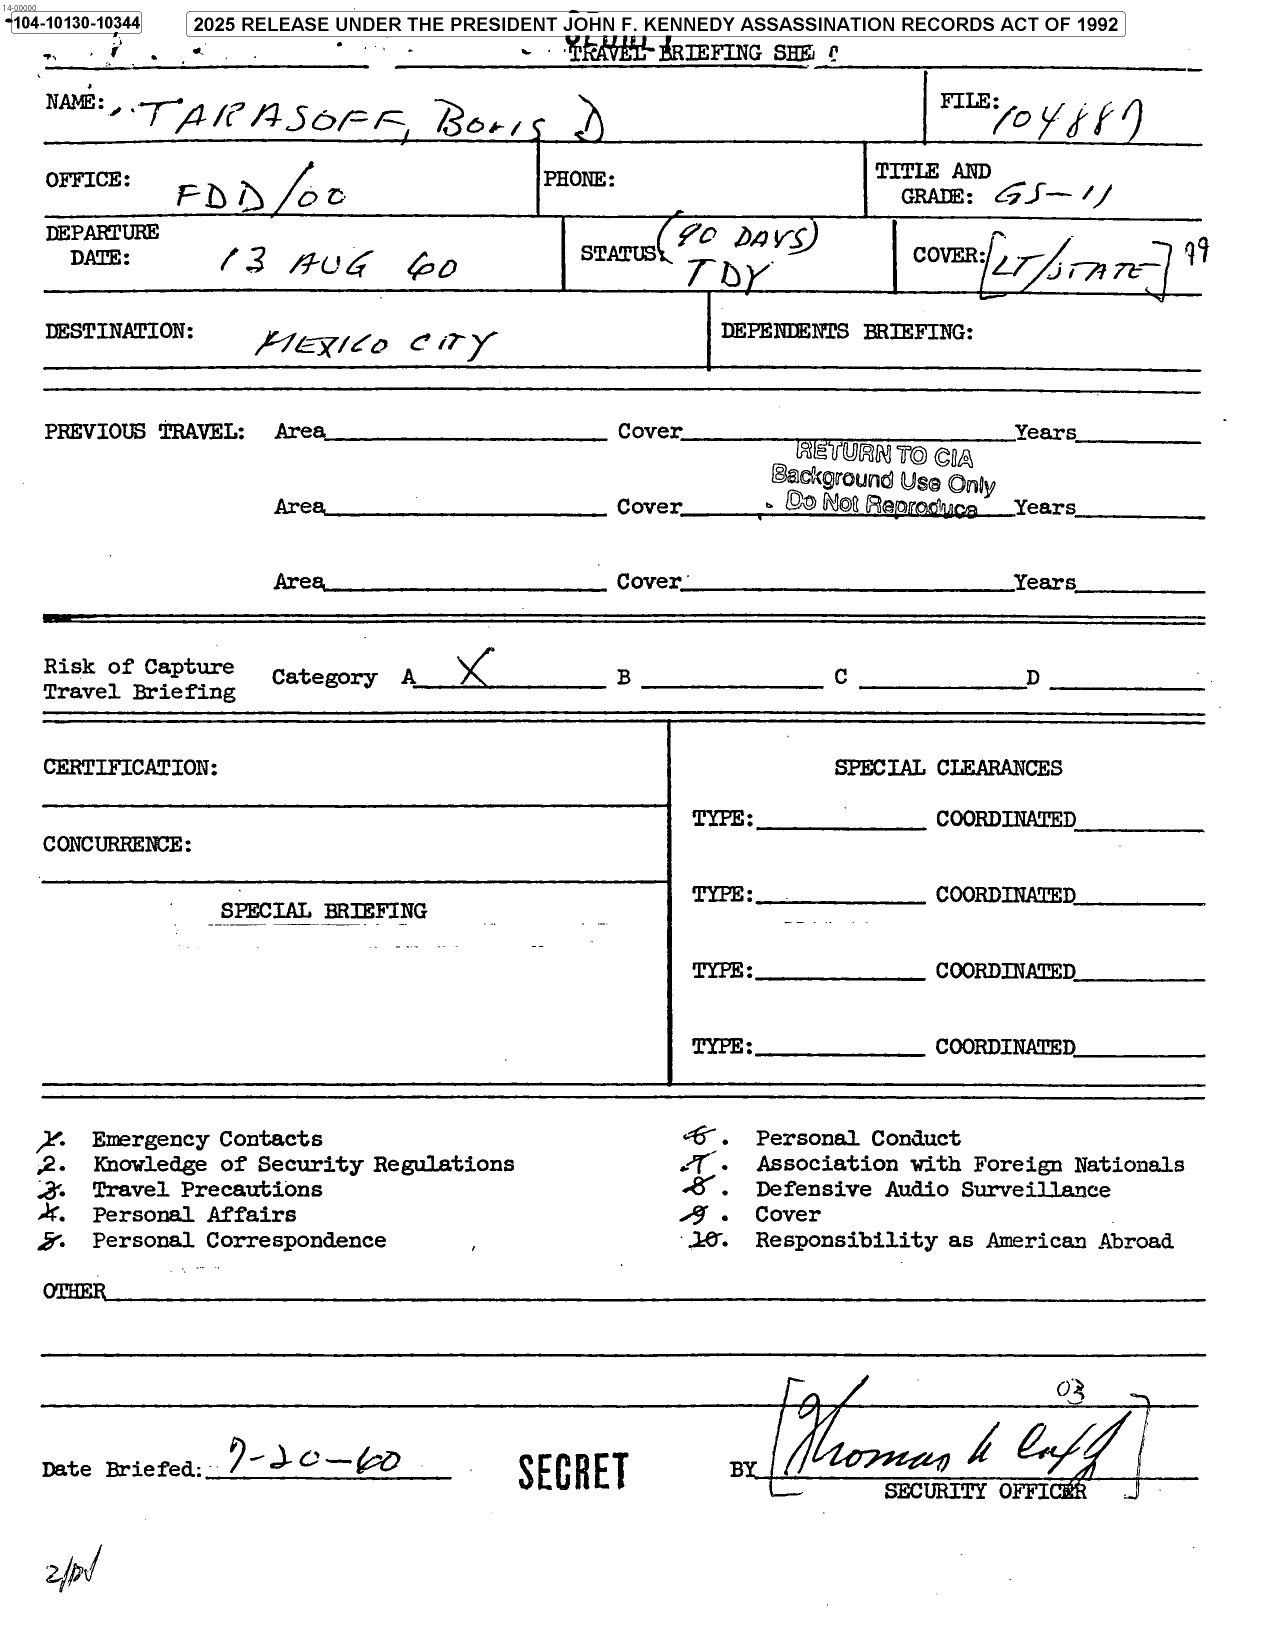 14-00000
104-10130-10344
2025 RELEASE UNDER THE PRESIDENT JOHN F. KENNEDY ASSASSINATION RECORDS ACT OF 1992
TRAVEL BRIEFING SHE
NAME: TARASOFF, Boris D
FILE: 104887
OFFICE: FDD/OO
PHONE:
TITLE AND
GRADE: GS-11
DEPARTURE
DATE: 13 AUG 60
STATUS (90 DAYS)
TDY
COVER: [LT/STATE] 99
DESTINATION: MEXICO CITY
DEPENDENTS BRIEFING:
PREVIOUS TRAVEL: Area Cover Years
RETURN TO CIA
Background Use Only
Do Not Reproduce
Area Cover Years
Area Cover Years
Risk of Capture
Travel Briefing
Category A X B C D
CERTIFICATION:
SPECIAL CLEARANCES
TYPE: COORDINATED
CONCURRENCE:
TYPE: COORDINATED
SPECIAL BRIEFING
TYPE: COORDINATED
TYPE: COORDINATED
1. Emergency Contacts
2. Knowledge of Security Regulations
3. Travel Precautions
4. Personal Affairs
5. Personal Correspondence
6. Personal Conduct
7. Association with Foreign Nationals
8. Defensive Audio Surveillance
9. Cover
10. Responsibility as American Abroad
OTHER
03
Date Briefed: 7-20-60
SECRET
BY [Thomas
SECURITY OFFICER ]